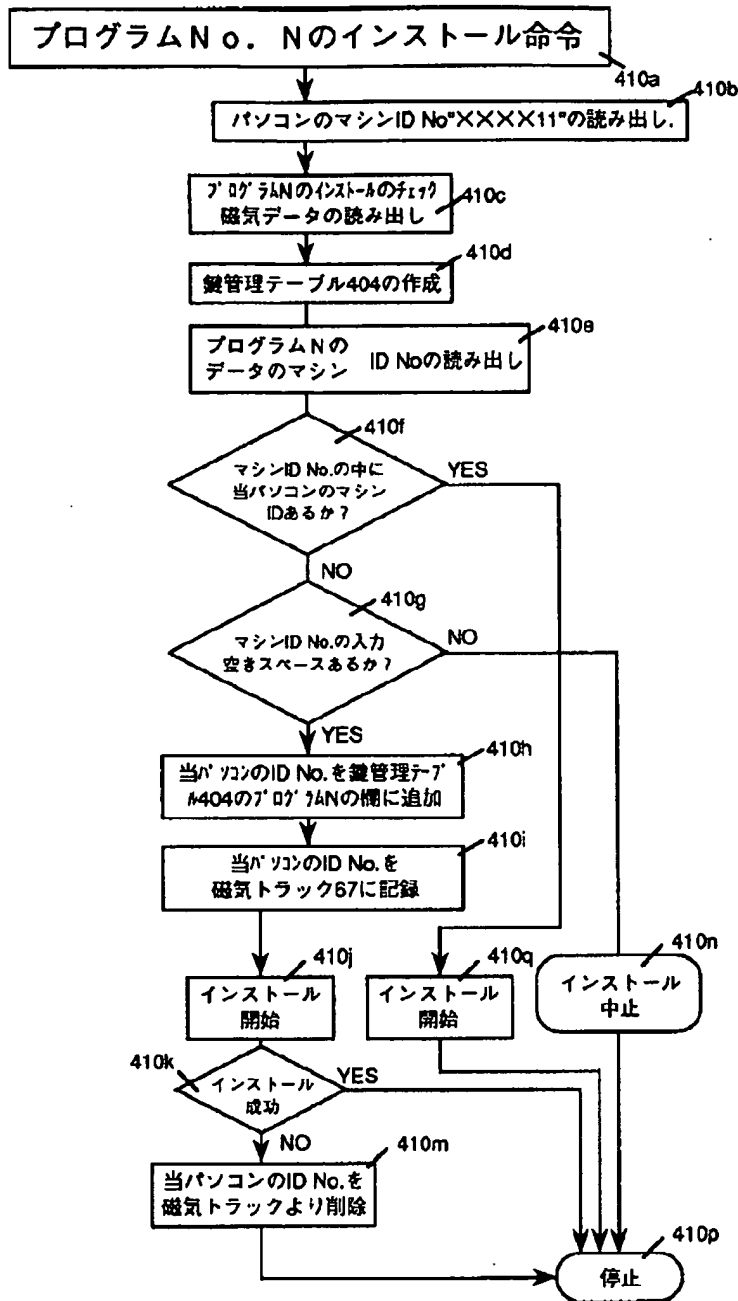 プログラムNo. Nのインストール命令
410a
410b
パソコンのマシンID No"××××11"の読み出し.
ﾌﾟﾛｸﾞﾗﾑNのｲﾝｽﾄｰﾙのﾁｪｯｸ
磁気データの読み出し
410c
410d
鍵管理テーブル404の作成
410e
プログラムNの
データのマシン ID Noの読み出し
410f
マシンID No.の中に
当パソコンのマシン
IDあるか?
YES
NO
410g
マシンID No.の入力
空きスペースあるか?
NO
YES
410h
当ﾊﾟｿｺﾝのID No.を鍵管理ﾃｰﾌﾞ
ﾙ404のﾌﾟﾛｸﾞﾗﾑNの欄に追加
410i
当ﾊﾟｿｺﾝのID No.を
磁気トラック67に記録
410j
インストール
開始
410q
インストール
開始
410n
インストール
中止
410k
インストール
成功
YES
NO
410m
当パソコンのID No.を
磁気トラックより削除
410p
停止